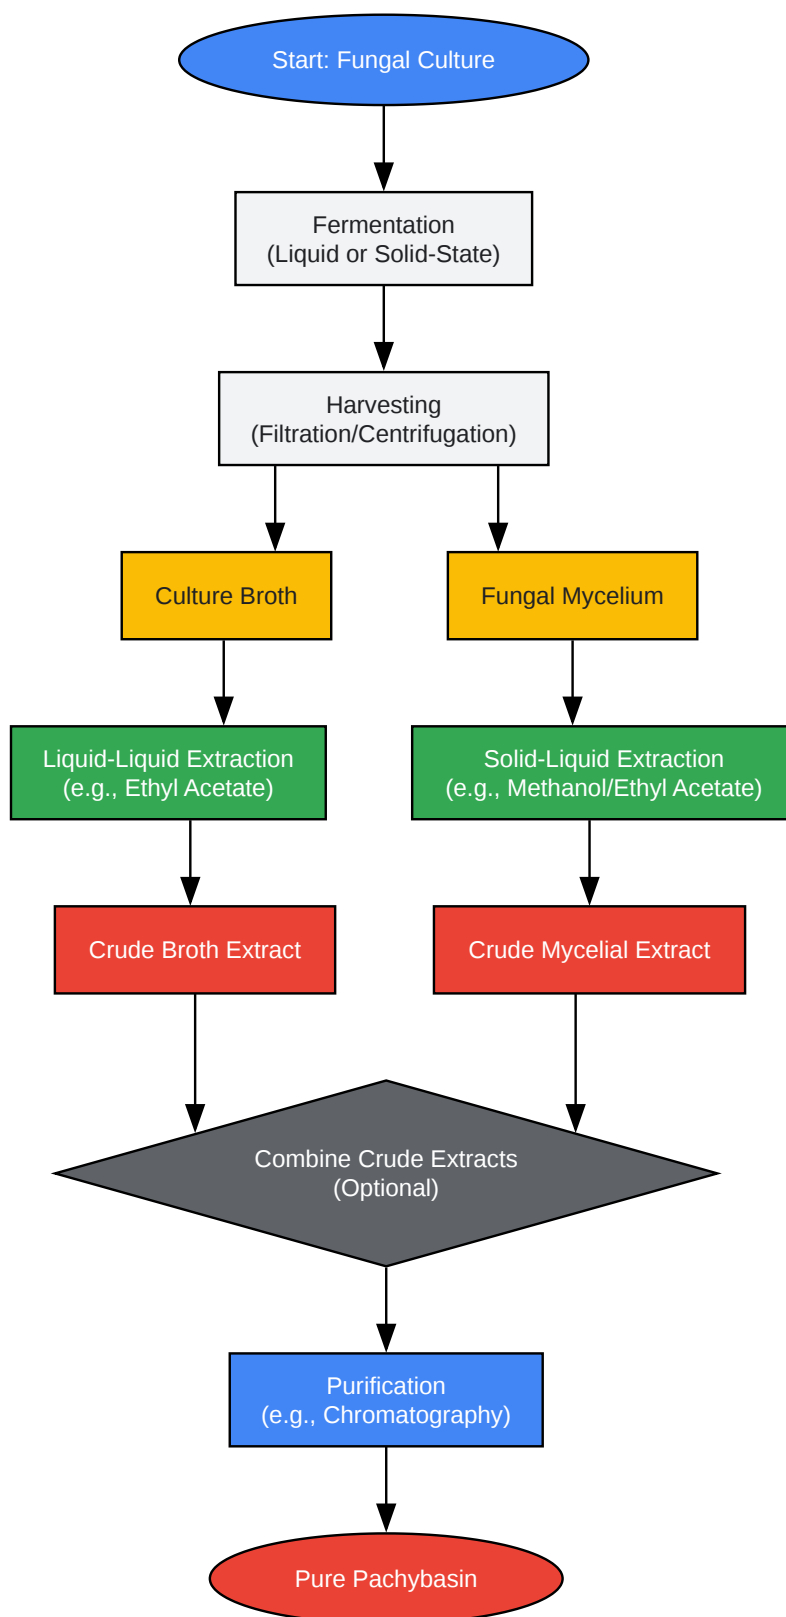 Start: Fungal Culture
Fermentation
(Liquid or Solid-State)
Harvesting
(Filtration/Centrifugation)
Culture Broth
Fungal Mycelium
Liquid-Liquid Extraction
(e.g., Ethyl Acetate)
Solid-Liquid Extraction
(e.g., Methanol/Ethyl Acetate)
Crude Broth Extract
Crude Mycelial Extract
Combine Crude Extracts
(Optional)
Purification
(e.g., Chromatography)
Pure Pachybasin